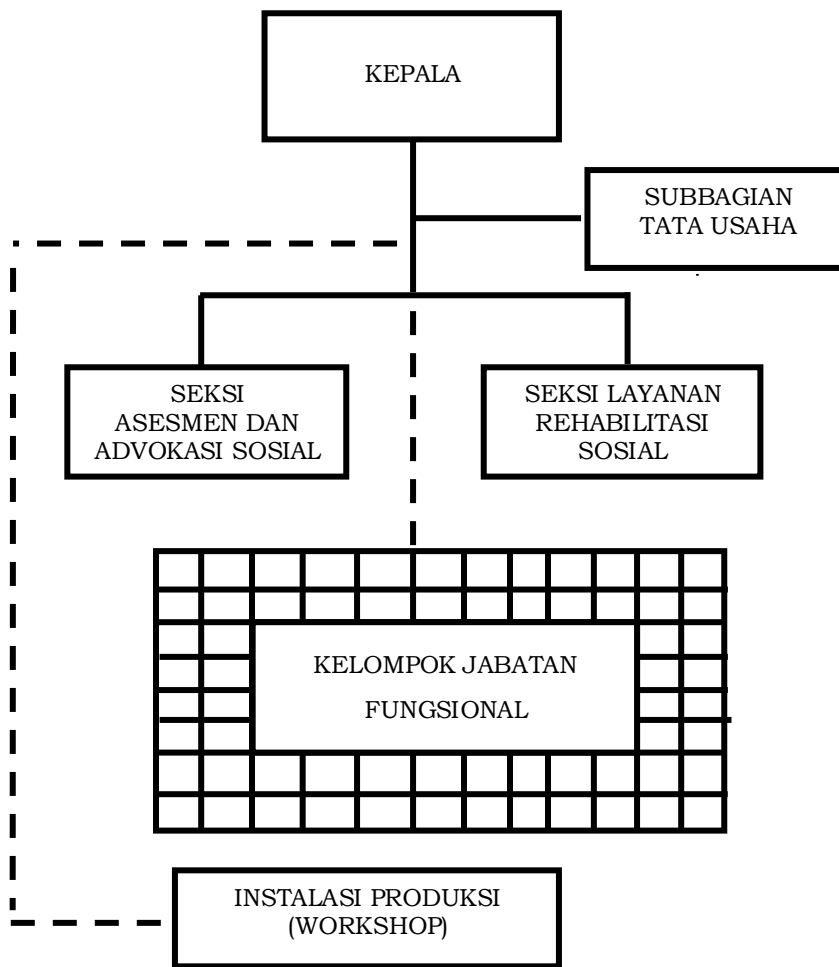 KEPALA
SUBBAGIAN
TATA USAHA
SEKSI
ASESMEN DAN
ADVOKASI SOSIAL
SEKSI LAYANAN
REHABILITASI
SOSIAL
KELOMPOK JABATAN
FUNGSIONAL
INSTALASI PRODUKSI
(WORKSHOP)